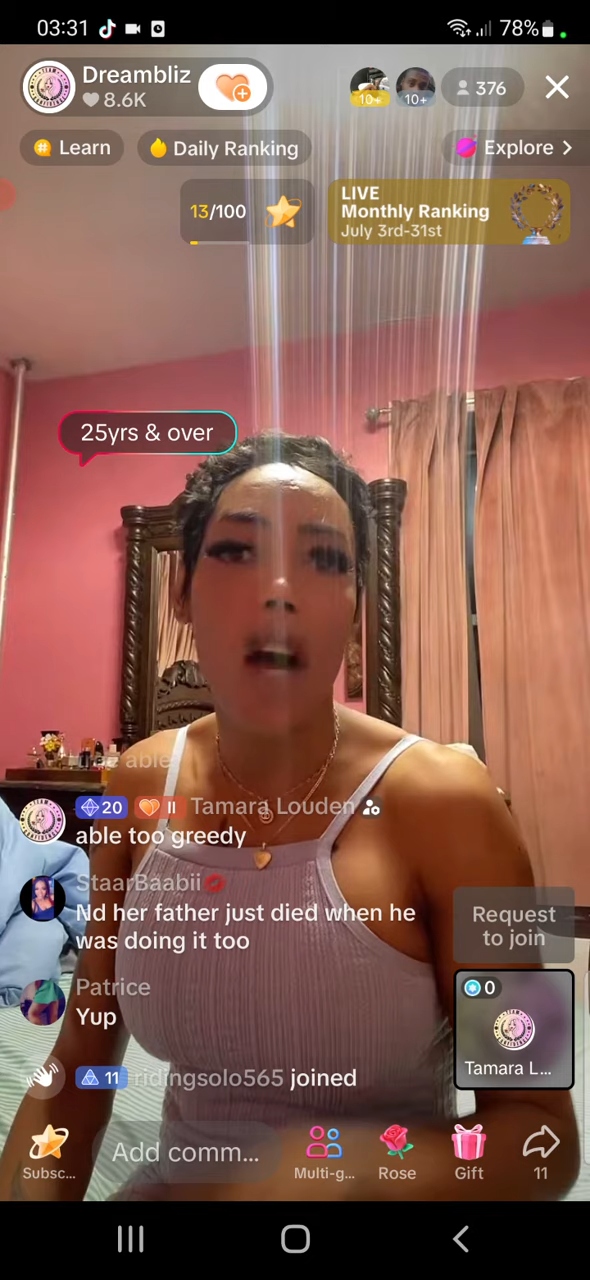 03:31
78%
Dreambliz
8.6K
10+
10+
376
Learn
Daily Ranking
Explore
13/100
LIVE
Monthly Ranking
July 3rd-31st
25yrs & over
able
20 II Tamara Louden
able too greedy
StaarBaabii
Nd her father just died when he
was doing it too
Patrice
Yup
11 ridingsolo565 joined
Request
to join
0
Tamara L...
Subsc...
Add comm...
Multi-g...
Rose
Gift
11